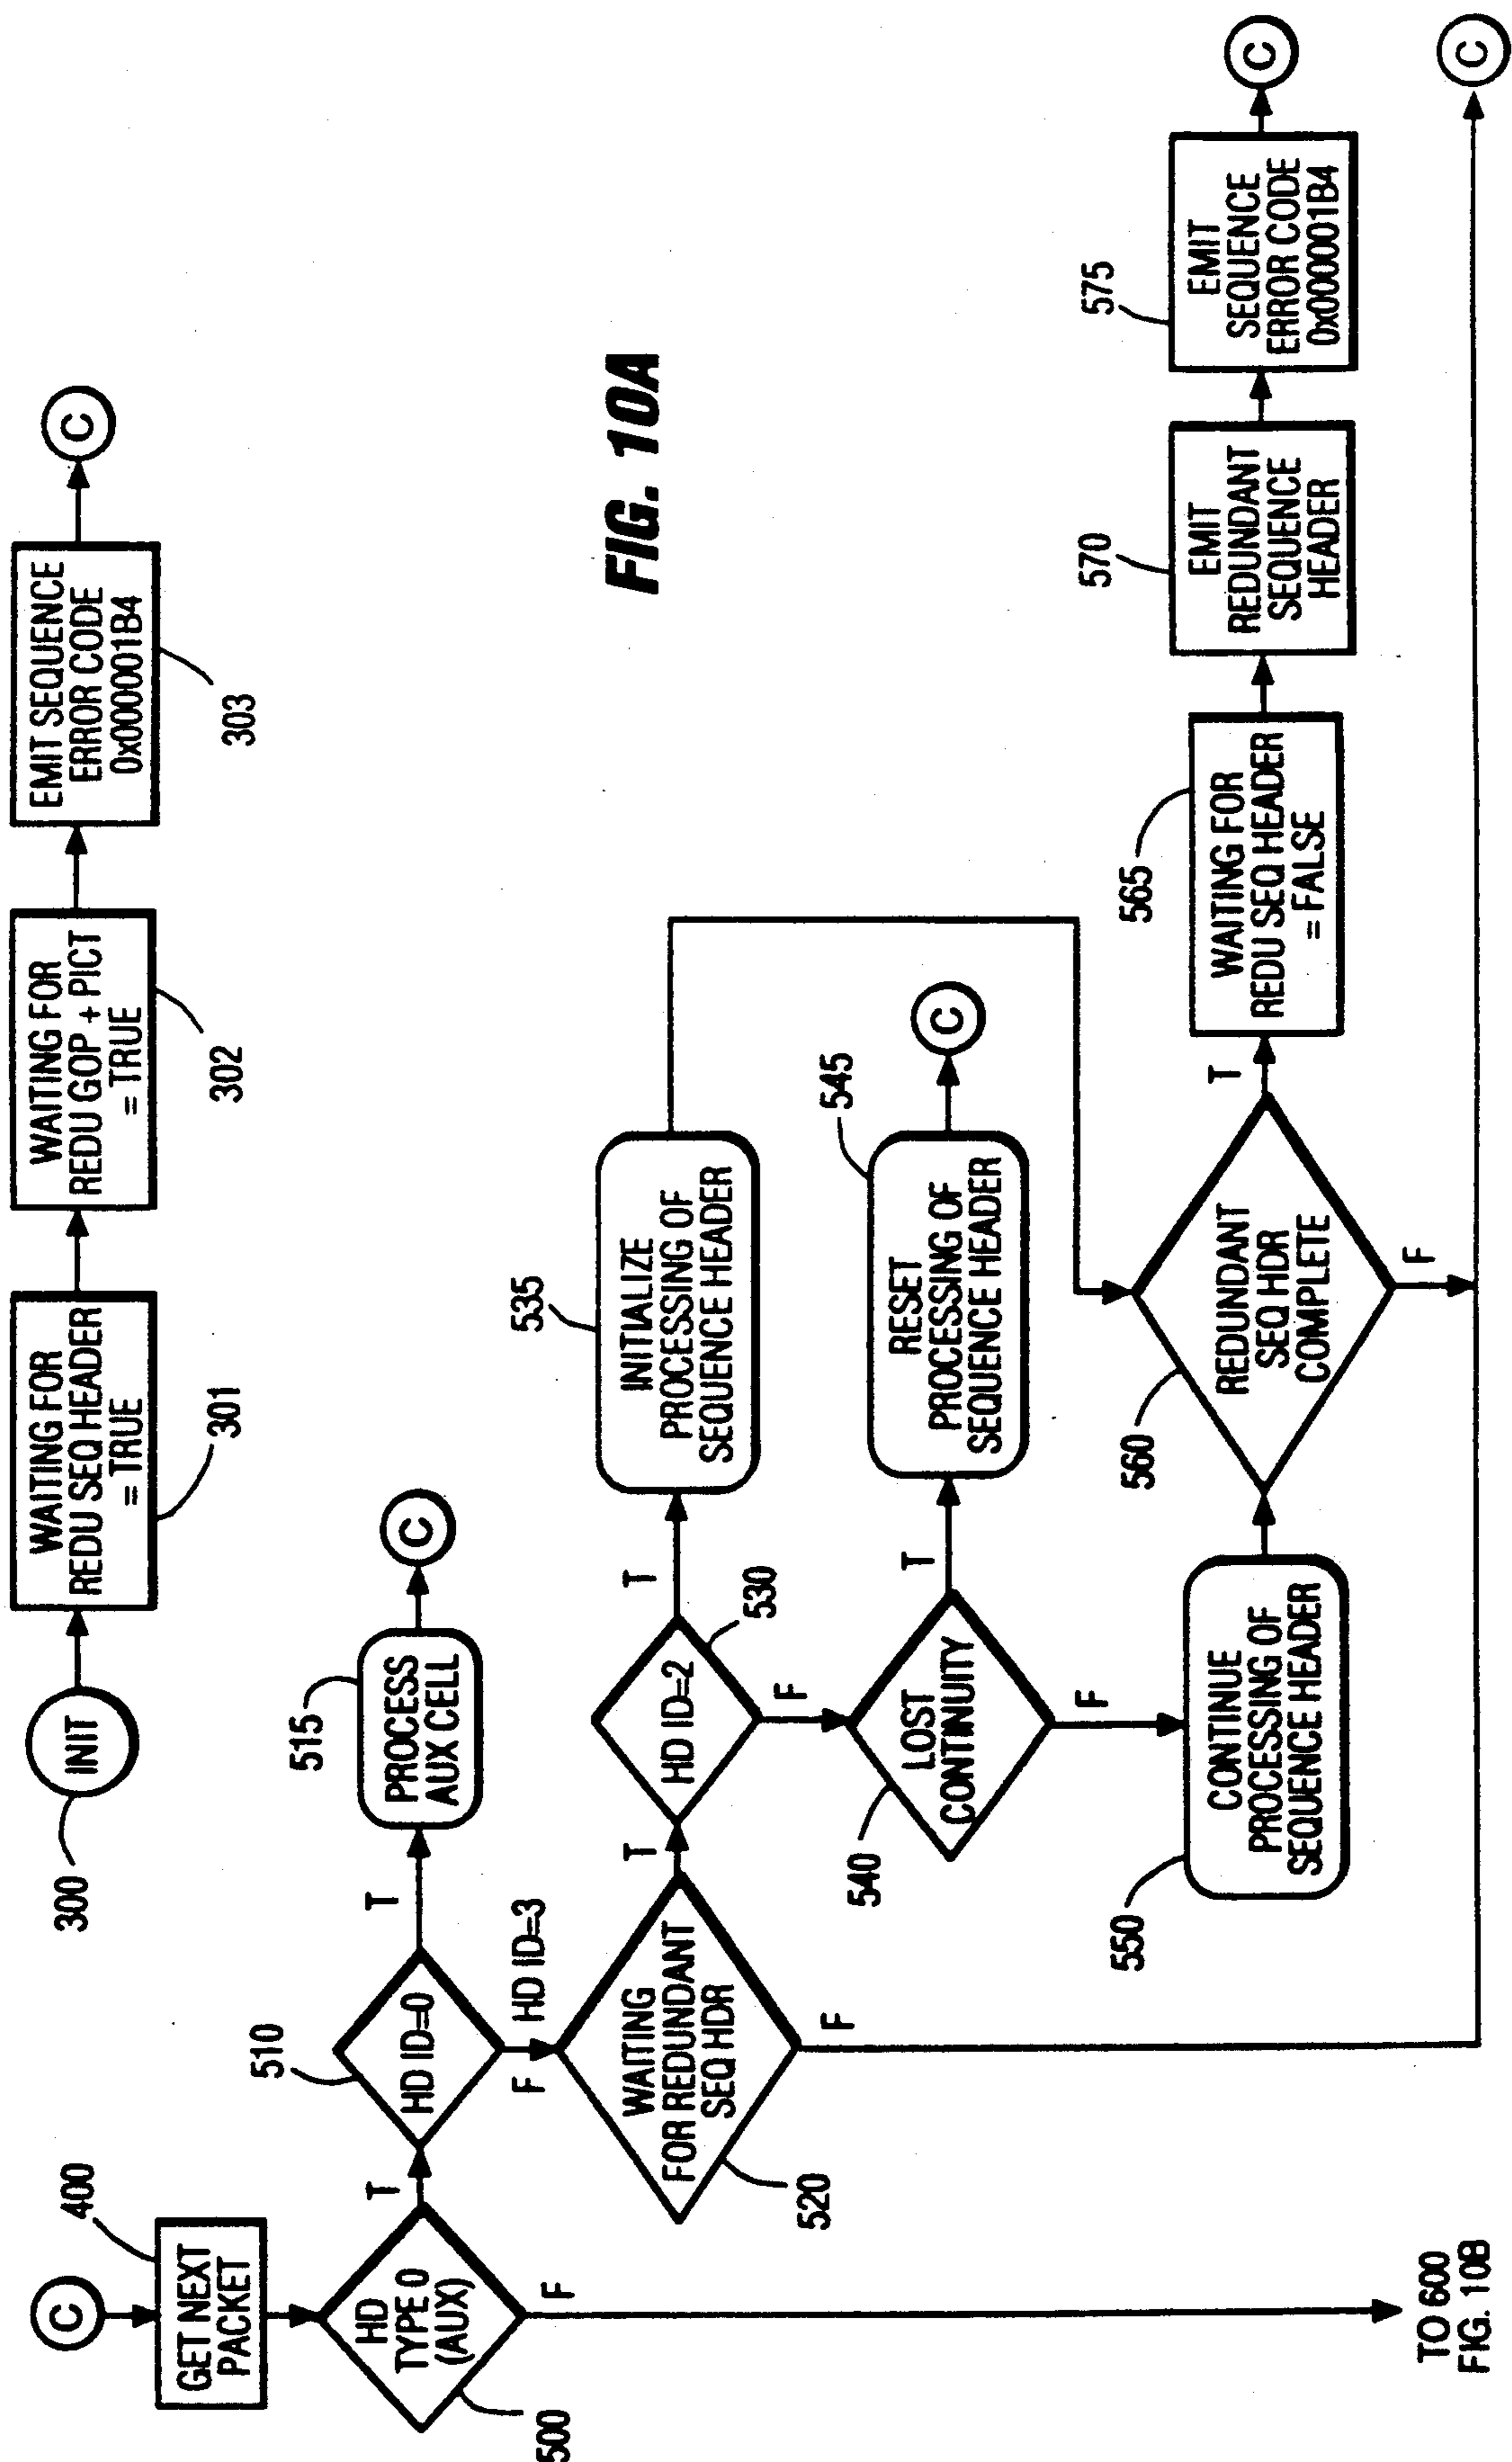 300
INIT
WAITING FOR
REDU SEQ HEADER
= TRUE
301
WAITING FOR
REDU GOP + PICT
= TRUE
302
EMIT SEQUENCE
ERROR CODE
0x000001B4
303
C
FIG. 10A
C
GET NEXT
PACKET
400
HD
TYPE 0
(AUX)
500
T
F
TO 600
FIG. 10B
HD ID=0
510
T
F
HD ID=3
PROCESS
AUX CELL
515
C
WAITING
FOR REDUNDANT
SEQ HDR
520
T
F
HD ID=2
530
T
F
INITIALIZE
PROCESSING OF
SEQUENCE HEADER
535
LOST
CONTINUITY
540
T
F
RESET
PROCESSING OF
SEQUENCE HEADER
545
C
CONTINUE
PROCESSING OF
SEQUENCE HEADER
550
REDUNDANT
SEQ HDR
COMPLETE
560
T
F
WAITING FOR
REDU SEQ HEADER
= FALSE
565
EMIT
REDUNDANT
SEQUENCE
HEADER
570
EMIT
SEQUENCE
ERROR CODE
0x000001B4
575
C
C